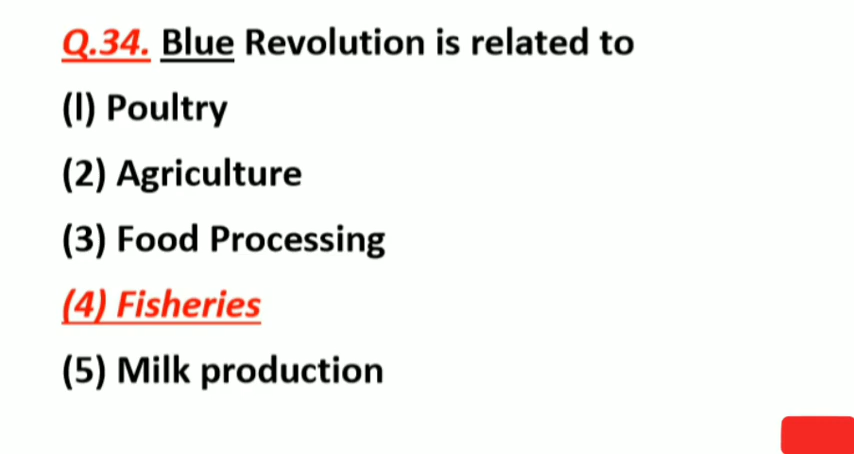 Q.34. Blue Revolution is related to
(l) Poultry
(2) Agriculture
(3) Food Processing
(4) Fisheries
(5) Milk production